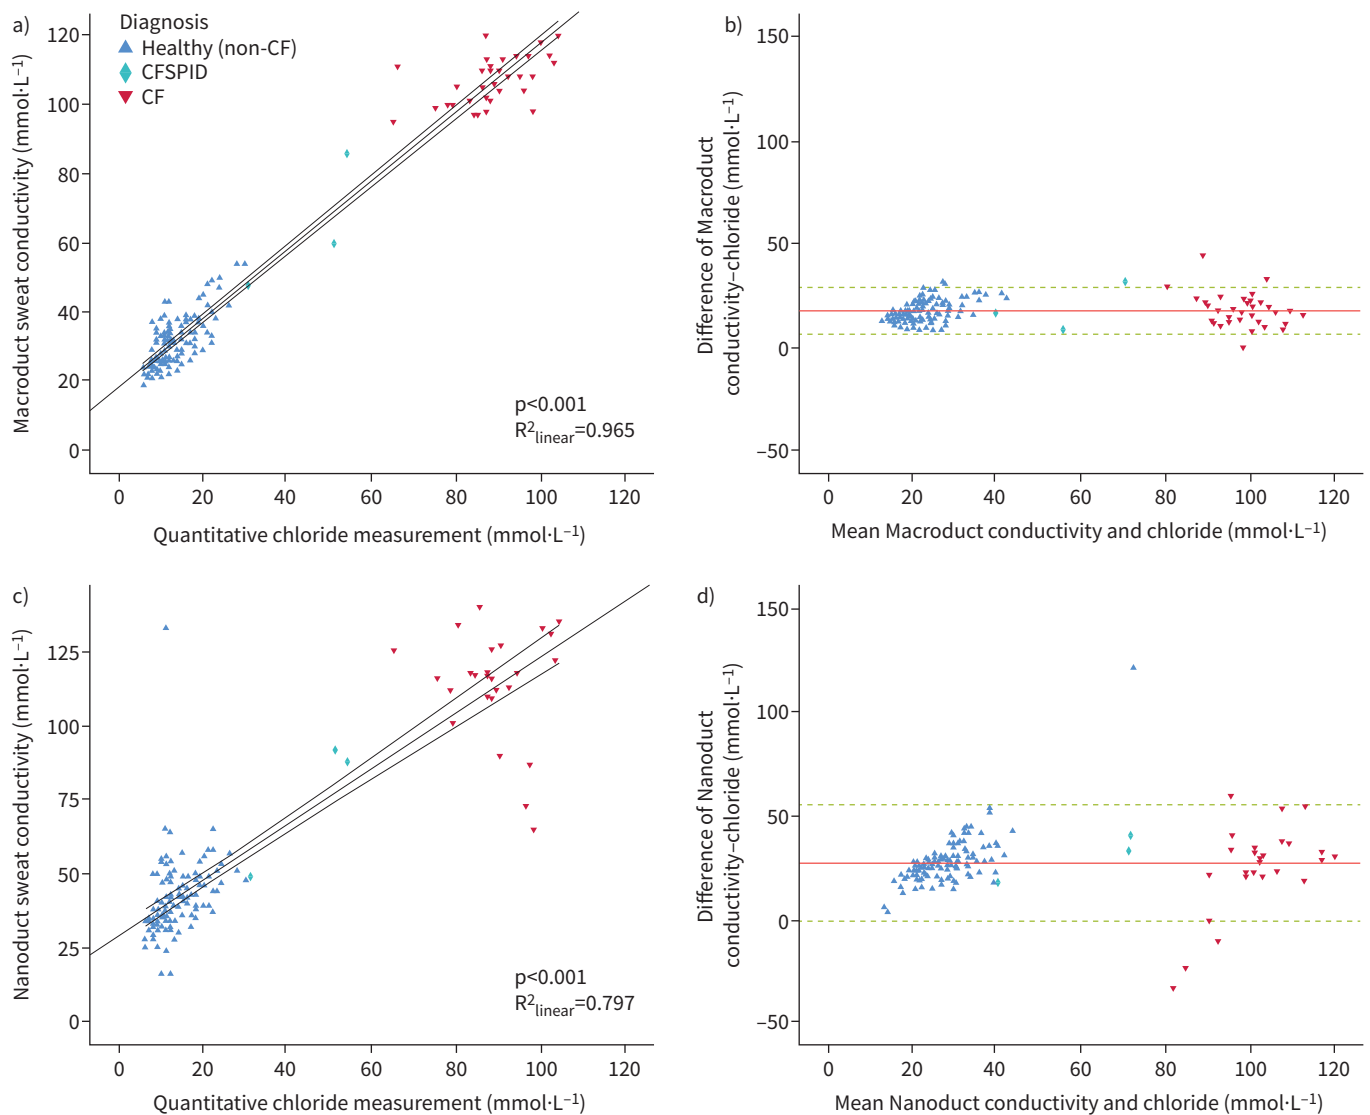 a)
Diagnosis
Healthy (non-CF)
CFSPID
CF
Macroduct sweat conductivity (mmol·L⁻¹)
120
100
80
60
40
20
0
p<0.001
R²linear=0.965
0 20 40 60 80 100 120
Quantitative chloride measurement (mmol·L⁻¹)
b)
Difference of Macroduct
conductivity–chloride (mmol·L⁻¹)
150
100
50
0
–50
0 20 40 60 80 100 120
Mean Macroduct conductivity and chloride (mmol·L⁻¹)
c)
Nanoduct sweat conductivity (mmol·L⁻¹)
125
100
75
50
25
0
p<0.001
R²linear=0.797
0 20 40 60 80 100 120
Quantitative chloride measurement (mmol·L⁻¹)
d)
Difference of Nanoduct
conductivity–chloride (mmol·L⁻¹)
150
100
50
0
–50
0 20 40 60 80 100 120
Mean Nanoduct conductivity and chloride (mmol·L⁻¹)